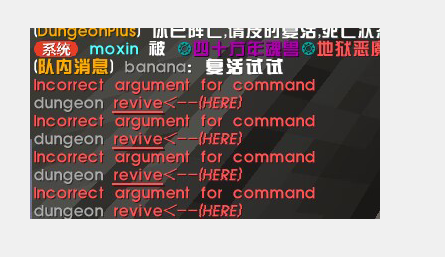 (DungeonPlus) 你已阵亡,请及时复活,死亡状态
系统 moxin 被 四十万年魂兽 地狱恶魔
(队内消息) banana: 复活试试
Incorrect argument for command
dungeon revive<--(HERE)
Incorrect argument for command
dungeon revive<--(HERE)
Incorrect argument for command
dungeon revive<--(HERE)
Incorrect argument for command
dungeon revive<--(HERE)